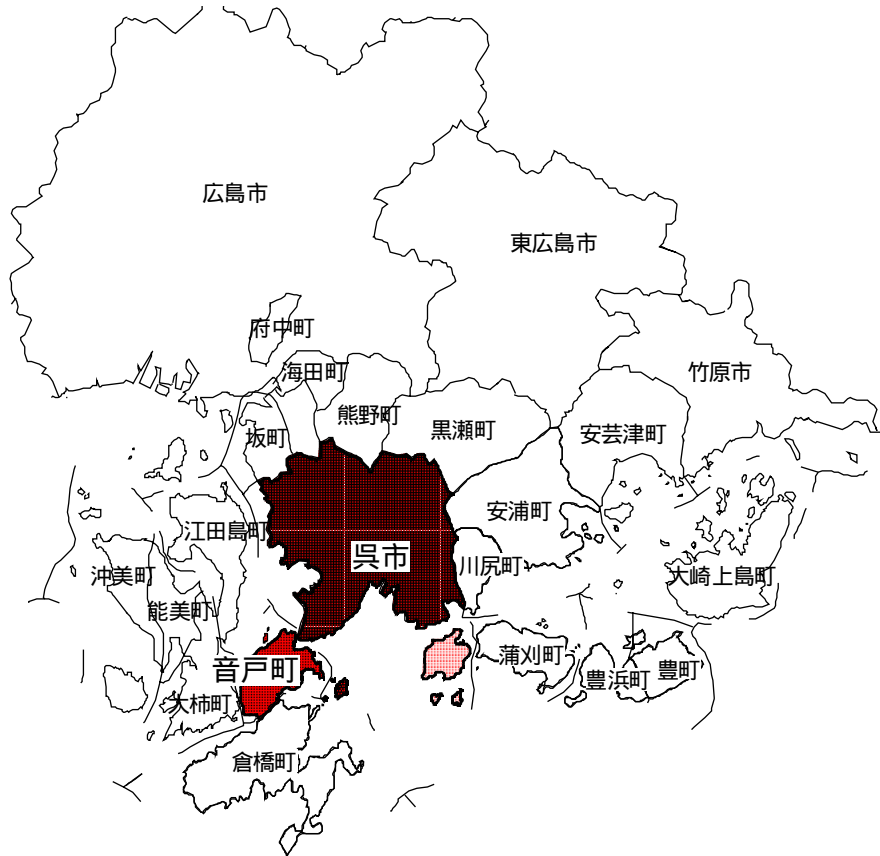 広島市
東広島市
府中町
海田町
竹原市
熊野町
黒瀬町
坂町
安芸津町
安浦町
江田島町
呉市
川尻町
沖美町
大崎上島町
能美町
音戸町
蒲刈町
豊浜町
豊町
大柿町
倉橋町